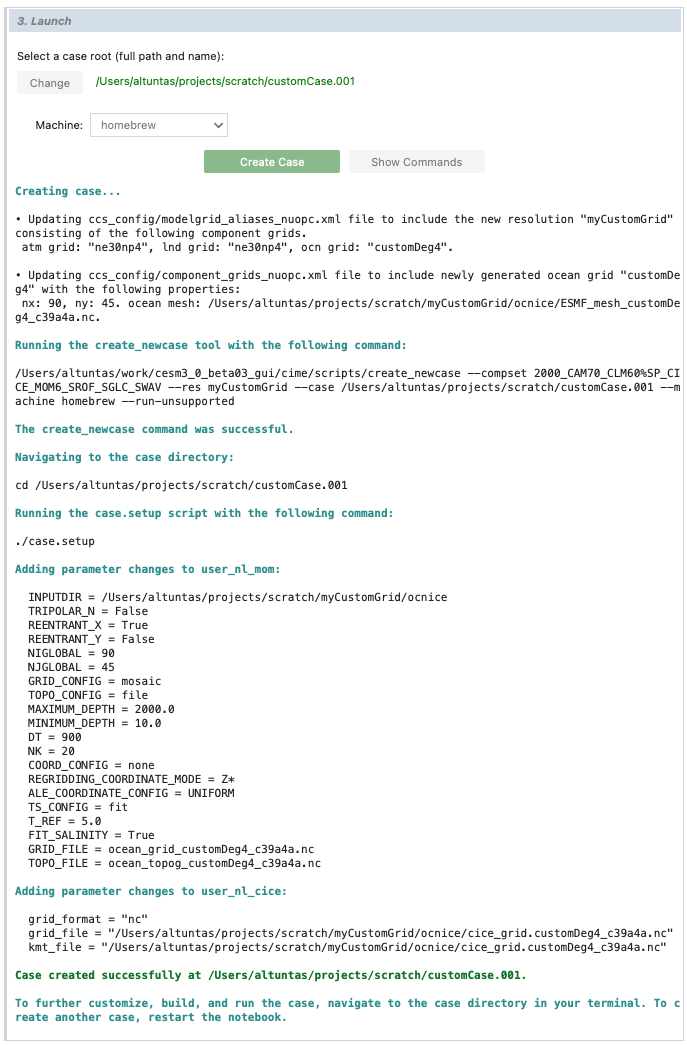 3. Launch
Select a case root (full path and name):
Change /Users/altuntas/projects/scratch/customCase.001
Machine: homebrew
Create Case Show Commands
Creating case...
• Updating ccs_config/modelgrid_aliases_nuopc.xml file to include the new resolution "myCustomGrid"
consisting of the following component grids.
atm grid: "ne30np4", lnd grid: "ne30np4", ocn grid: "customDeg4".
• Updating ccs_config/component_grids_nuopc.xml file to include newly generated ocean grid "customDe
g4" with the following properties:
nx: 90, ny: 45. ocean mesh: /Users/altuntas/projects/scratch/myCustomGrid/ocnice/ESMF_mesh_customDe
g4_c39a4a.nc.
Running the create_newcase tool with the following command:
/Users/altuntas/work/cesm3_0_beta03_gui/cime/scripts/create_newcase --compset 2000_CAM70_CLM60%SP_CI
CE_MOM6_SROF_SGLC_SWAV --res myCustomGrid --case /Users/altuntas/projects/scratch/customCase.001 --m
achine homebrew --run-unsupported
The create_newcase command was successful.
Navigating to the case directory:
cd /Users/altuntas/projects/scratch/customCase.001
Running the case.setup script with the following command:
./case.setup
Adding parameter changes to user_nl_mom:
INPUTDIR = /Users/altuntas/projects/scratch/myCustomGrid/ocnice
TRIPOLAR_N = False
REENTRANT_X = True
REENTRANT_Y = False
NIGLOBAL = 90
NJGLOBAL = 45
GRID_CONFIG = mosaic
TOPO_CONFIG = file
MAXIMUM_DEPTH = 2000.0
MINIMUM_DEPTH = 10.0
DT = 900
NK = 20
COORD_CONFIG = none
REGRIDDING_COORDINATE_MODE = Z*
ALE_COORDINATE_CONFIG = UNIFORM
TS_CONFIG = fit
T_REF = 5.0
FIT_SALINITY = True
GRID_FILE = ocean_grid_customDeg4_c39a4a.nc
TOPO_FILE = ocean_topog_customDeg4_c39a4a.nc
Adding parameter changes to user_nl_cice:
grid_format = "nc"
grid_file = "/Users/altuntas/projects/scratch/myCustomGrid/ocnice/cice_grid.customDeg4_c39a4a.nc"
kmt_file = "/Users/altuntas/projects/scratch/myCustomGrid/ocnice/cice_grid.customDeg4_c39a4a.nc"
Case created successfully at /Users/altuntas/projects/scratch/customCase.001.
To further customize, build, and run the case, navigate to the case directory in your terminal. To c
reate another case, restart the notebook.